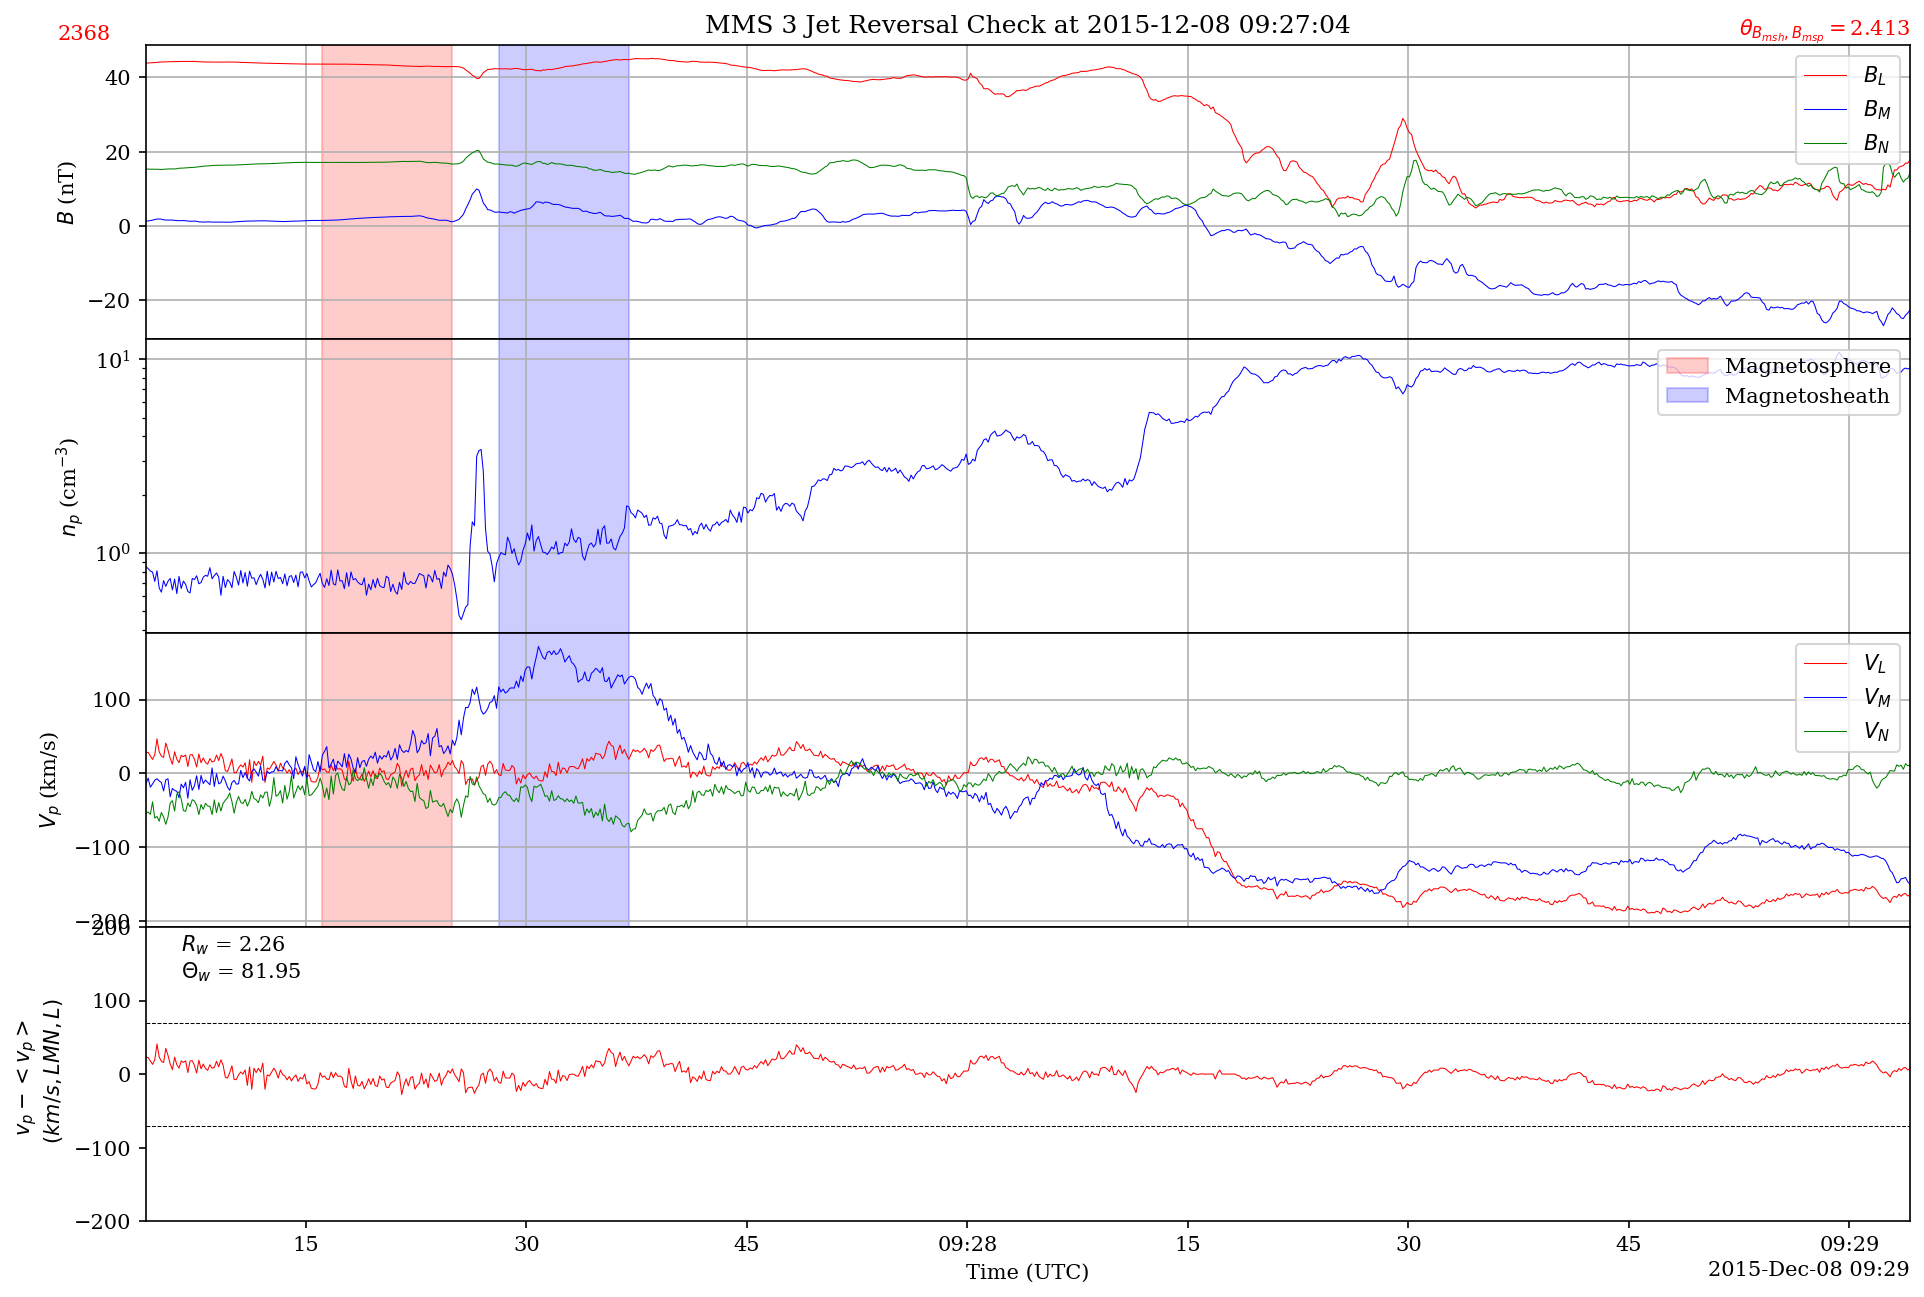 MMS 3 Jet Reversal Check at 2015-12-08 09:27:04
2368
θ_{B_{msh}, B_{msp}} = 2.413
40
20
0
−20
B (nT)
B_L
B_M
B_N
10^1
10^0
n_p (cm^{−3})
Magnetosphere
Magnetosheath
100
0
−100
−200
V_p (km/s)
V_L
V_M
V_N
200
100
0
−100
−200
v_p − < v_p >
(km/s, LMN, L)
R_w = 2.26
Θ_w = 81.95
15 30 45 09:28 15 30 45 09:29
Time (UTC)
2015-Dec-08 09:29